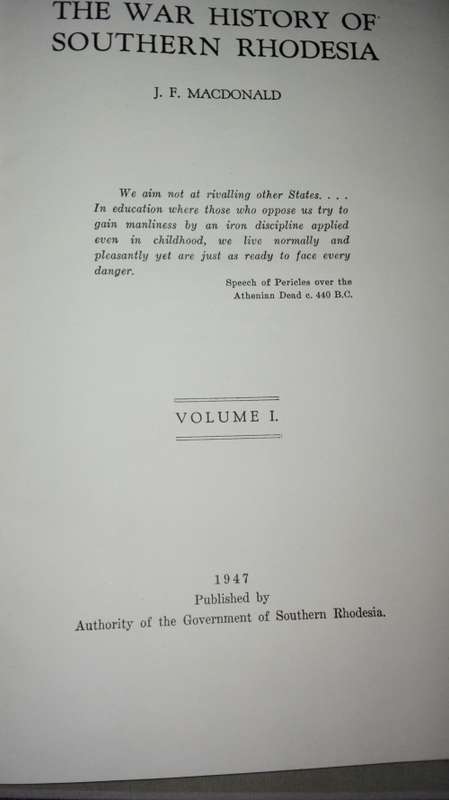 THE WAR HISTORY OF
SOUTHERN RHODESIA
J. F. MACDONALD
We aim not at rivalling other States. . . .
In education where those who oppose us try to
gain manliness by an iron discipline applied
even in childhood, we live normally and
pleasantly yet are just as ready to face every
danger.
Speech of Pericles over the
Athenian Dead c. 440 B.C.
VOLUME I.
1947
Published by
Authority of the Government of Southern Rhodesia.